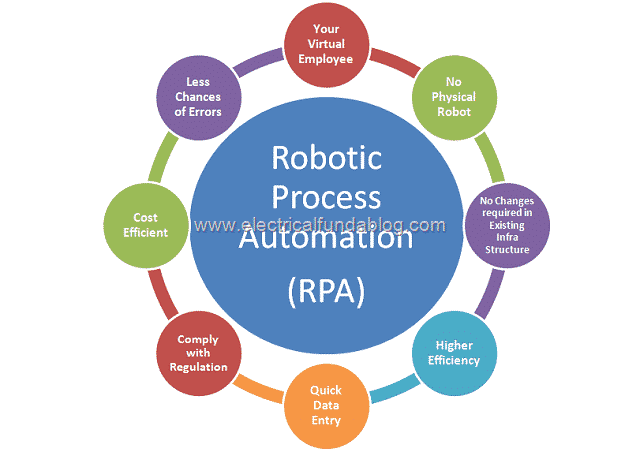 Your
Virtual
Employee
No
Physical
Robot
No Changes
required in
Existing
Infra
Structure
Higher
Efficiency
Quick
Data
Entry
Comply
with
Regulation
Cost
Efficient
Less
Chances
of Errors
Robotic
Process
www.electricalfundablog.com
Automation
(RPA)